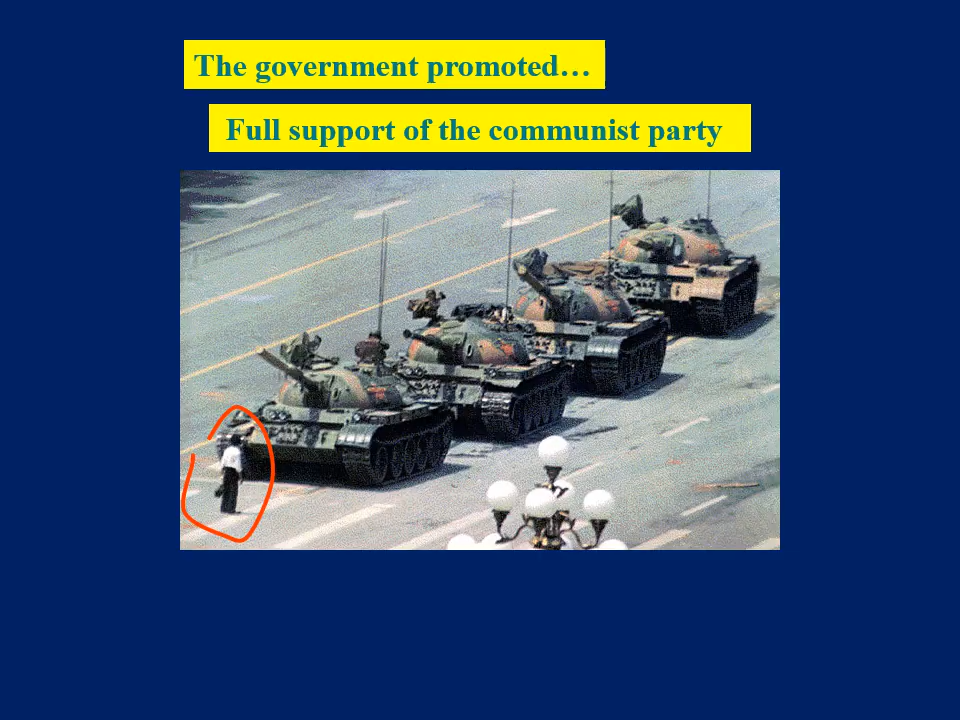 The government promoted…
Full support of the communist party